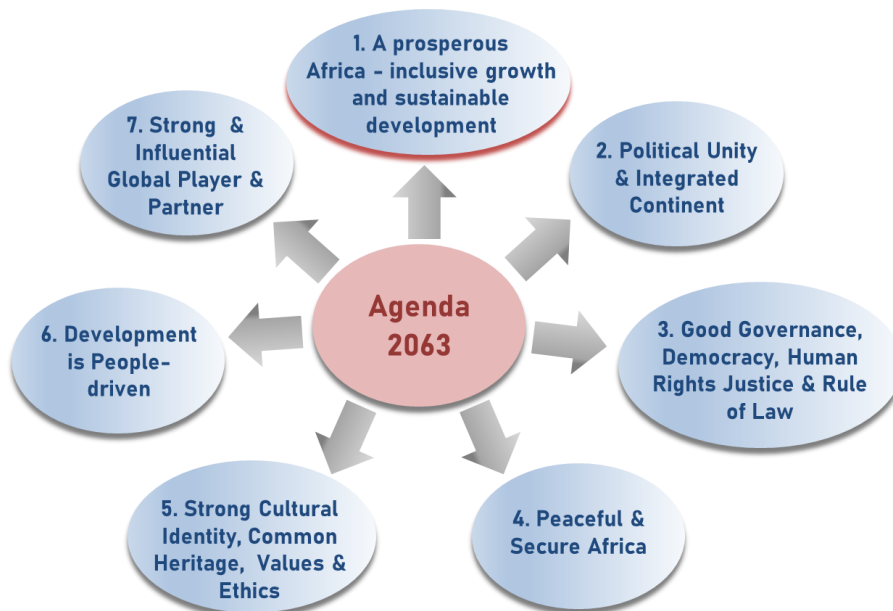 1. A prosperous
Africa - inclusive growth
and sustainable
development
2. Political Unity
& Integrated
Continent
3. Good Governance,
Democracy, Human
Rights Justice & Rule
of Law
4. Peaceful &
Secure Africa
5. Strong Cultural
Identity, Common
Heritage, Values &
Ethics
6. Development
is People-
driven
7. Strong &
Influential
Global Player &
Partner
Agenda
2063